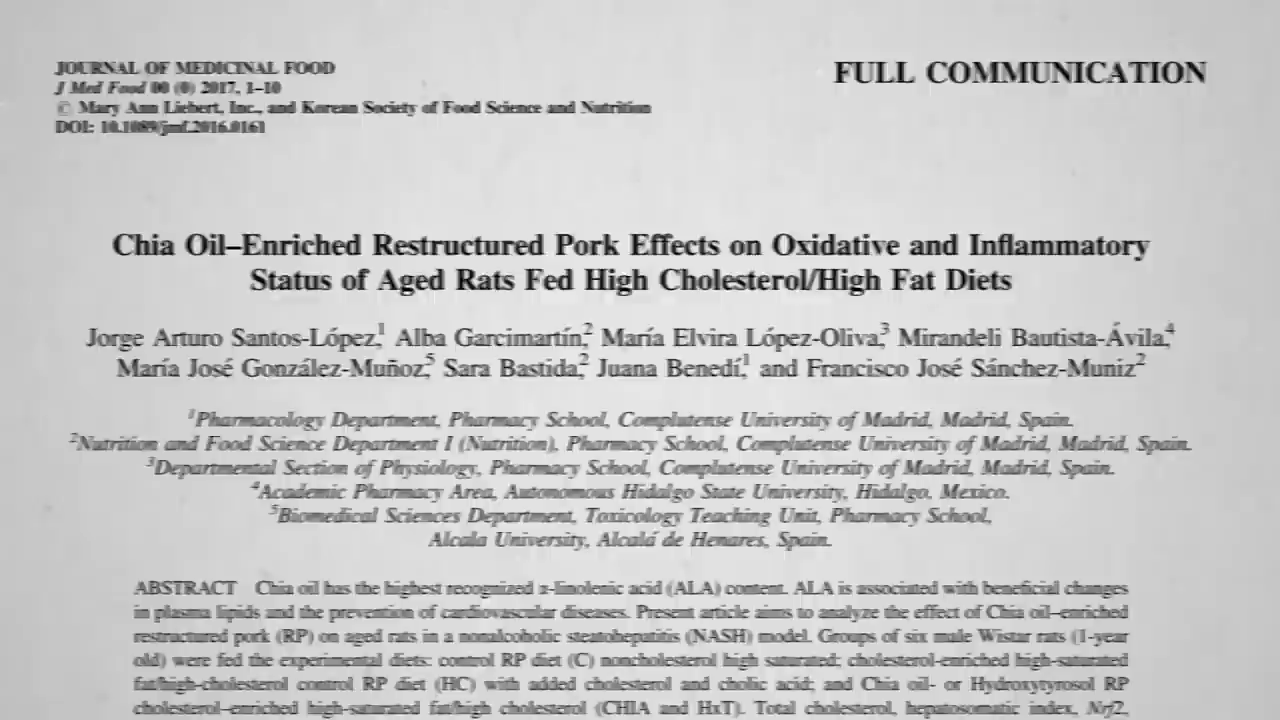 JOURNAL OF MEDICINAL FOOD
J Med Food 00 (0) 2017, 1–10
© Mary Ann Liebert, Inc., and Korean Society of Food Science and Nutrition
DOI: 10.1089/jmf.2016.0161
FULL COMMUNICATION
Chia Oil–Enriched Restructured Pork Effects on Oxidative and Inflammatory
Status of Aged Rats Fed High Cholesterol/High Fat Diets
Jorge Arturo Santos-López,1 Alba Garcimartín,2 María Elvira López-Oliva,3 Mirandeli Bautista-Ávila,4
María José González-Muñoz,5 Sara Bastida,2 Juana Benedí,1 and Francisco José Sánchez-Muniz2
1Pharmacology Department, Pharmacy School, Complutense University of Madrid, Madrid, Spain.
2Nutrition and Food Science Department I (Nutrition), Pharmacy School, Complutense University of Madrid, Madrid, Spain.
3Departmental Section of Physiology, Pharmacy School, Complutense University of Madrid, Madrid, Spain.
4Academic Pharmacy Area, Autonomous Hidalgo State University, Hidalgo, Mexico.
5Biomedical Sciences Department, Toxicology Teaching Unit, Pharmacy School,
Alcala University, Alcalá de Henares, Spain.
ABSTRACT Chia oil has the highest recognized α-linolenic acid (ALA) content. ALA is associated with beneficial changes
in plasma lipids and the prevention of cardiovascular diseases. Present article aims to analyze the effect of Chia oil–enriched
restructured pork (RP) on aged rats in a nonalcoholic steatohepatitis (NASH) model. Groups of six male Wistar rats (1-year
old) were fed the experimental diets: control RP diet (C) noncholesterol high saturated; cholesterol-enriched high-saturated
fat/high-cholesterol control RP diet (HC) with added cholesterol and cholic acid; and Chia oil- or Hydroxytyrosol RP
cholesterol–enriched high-saturated fat/high cholesterol (CHIA and HxT). Total cholesterol, hepatosomatic index, Nrf2,